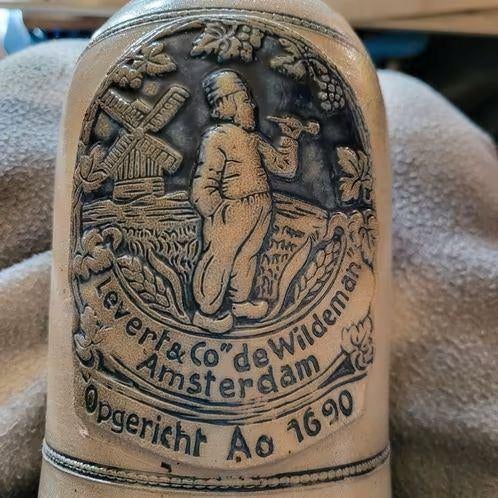 Levert & Co" de Wildeman
Amsterdam
Opgericht Ao 1690